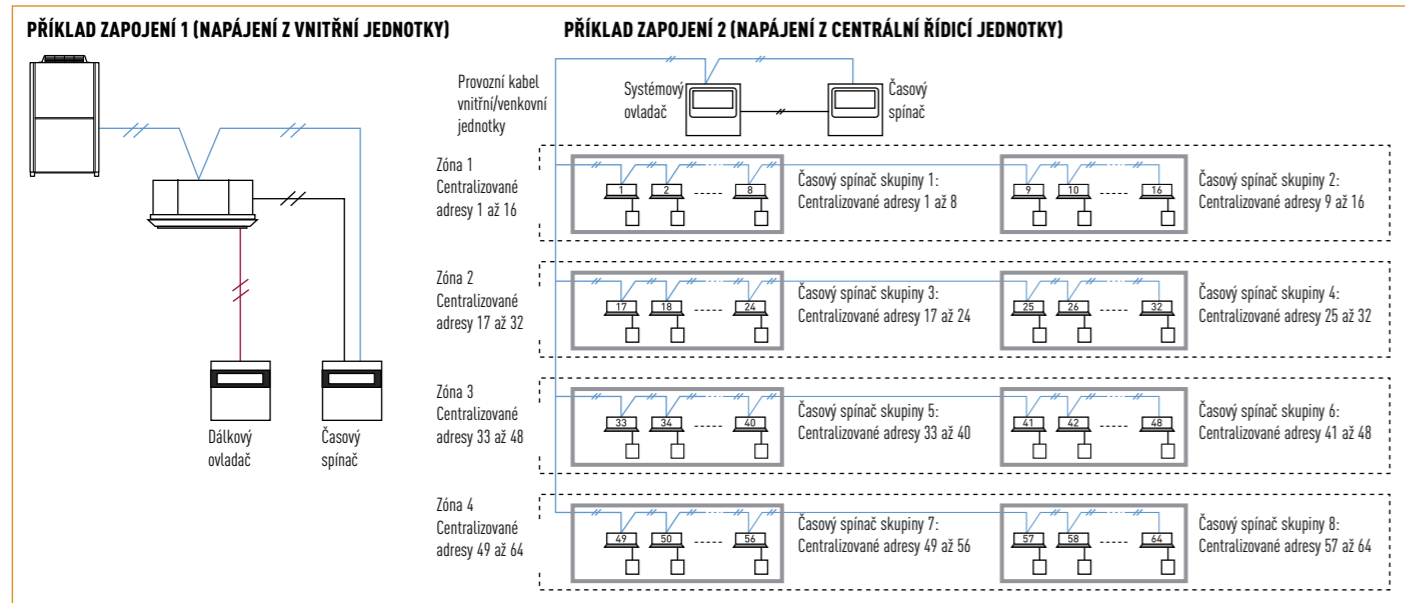 PŘÍKLAD ZAPOJENÍ 1 (NAPÁJENÍ Z VNITŘNÍ JEDNOTKY)
Dálkový
ovladač
Časový
spínač
PŘÍKLAD ZAPOJENÍ 2 (NAPÁJENÍ Z CENTRÁLNÍ ŘÍDICÍ JEDNOTKY)
Provozní kabel
vnitřní/venkovní
jednotky
Systémový
ovladač
Časový
spínač
Zóna 1
Centralizované
adresy 1 až 16
1 2 8
Časový spínač skupiny 1:
Centralizované adresy 1 až 8
9 10 16
Časový spínač skupiny 2:
Centralizované adresy 9 až 16
Zóna 2
Centralizované
adresy 17 až 32
17 18 24
Časový spínač skupiny 3:
Centralizované adresy 17 až 24
25 26 32
Časový spínač skupiny 4:
Centralizované adresy 25 až 32
Zóna 3
Centralizované
adresy 33 až 48
33 34 40
Časový spínač skupiny 5:
Centralizované adresy 33 až 40
41 42 48
Časový spínač skupiny 6:
Centralizované adresy 41 až 48
Zóna 4
Centralizované
adresy 49 až 64
49 50 56
Časový spínač skupiny 7:
Centralizované adresy 49 až 56
57 58 64
Časový spínač skupiny 8:
Centralizované adresy 57 až 64